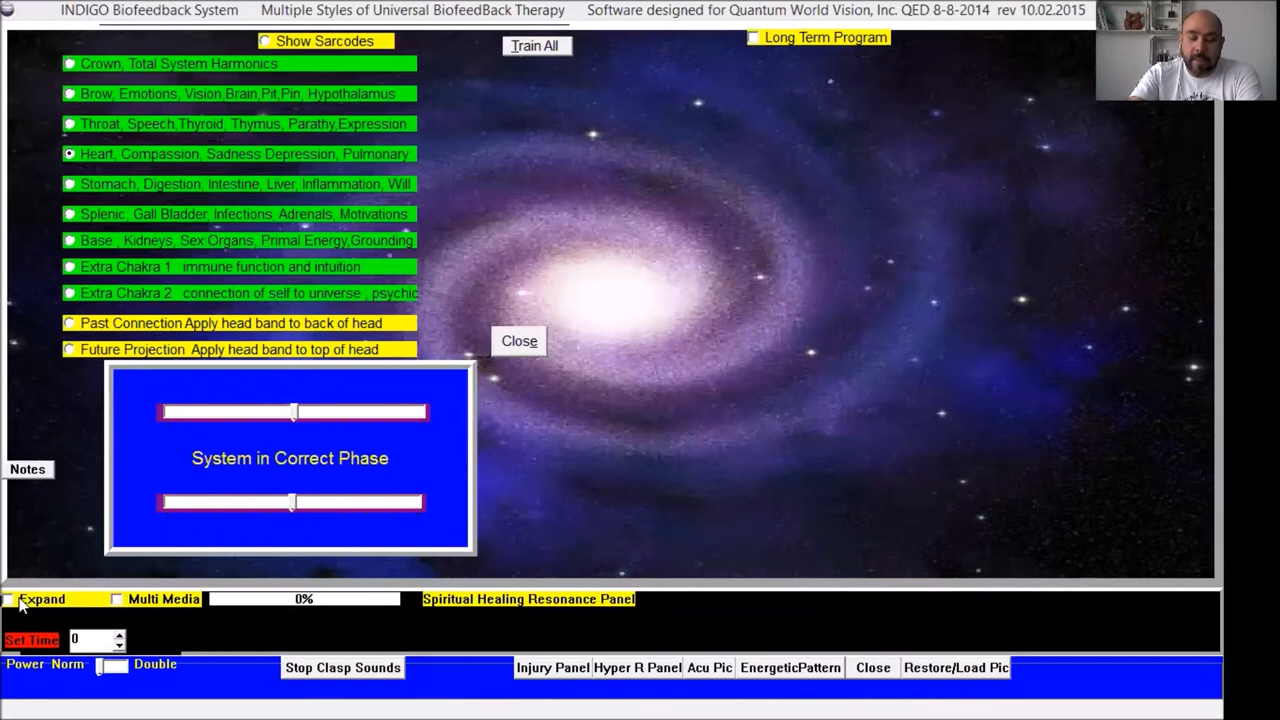 INDIGO Biofeedback System Multiple Styles of Universal BiofeedBack Therapy Software designed for Quantum World Vision, Inc. QED 8-8-2014 rev 10.02.2015
Show Sarcodes
Train All
Long Term Program
Crown, Total System Harmonics
Brow, Emotions, Vision,Brain,Pit,Pin, Hypothalamus
Throat, Speech,Thyroid, Thymus, Parathy,Expression
Heart, Compassion, Sadness Depression, Pulmonary
Stomach, Digestion, Intestine, Liver, Inflammation, Will
Splenic, Gall Bladder, Infections, Adrenals, Motivations
Base , Kidneys, Sex Organs, Primal Energy,Grounding
Extra Chakra 1 immune function and intuition
Extra Chakra 2 connection of self to universe , psychic
Past Connection Apply head band to back of head
Future Projection Apply head band to top of head
Close
System in Correct Phase
Notes
Expand Multi Media 0% Spiritual Healing Resonance Panel
Set Time 0
Power Norm Double Stop Clasp Sounds Injury Panel Hyper R Panel Acu Pic EnergeticPattern Close Restore/Load Pic